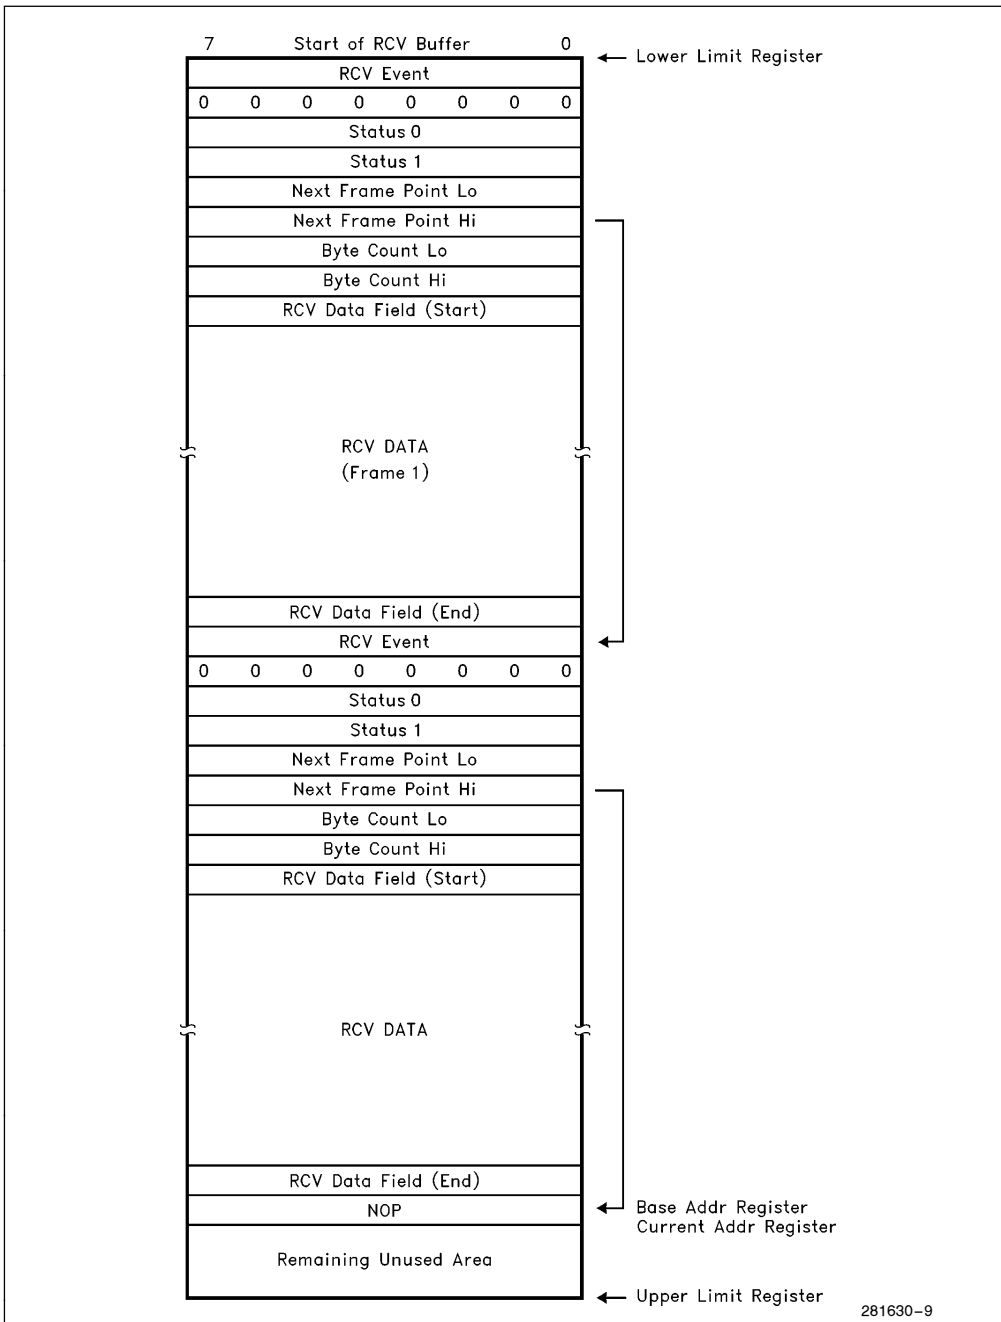 7 Start of RCV Buffer 0
Lower Limit Register
RCV Event
0 0 0 0 0 0 0 0
Status 0
Status 1
Next Frame Point Lo
Next Frame Point Hi
Byte Count Lo
Byte Count Hi
RCV Data Field (Start)
RCV DATA
(Frame 1)
RCV Data Field (End)
RCV Event
0 0 0 0 0 0 0 0
Status 0
Status 1
Next Frame Point Lo
Next Frame Point Hi
Byte Count Lo
Byte Count Hi
RCV Data Field (Start)
RCV DATA
RCV Data Field (End)
NOP
Base Addr Register
Current Addr Register
Remaining Unused Area
Upper Limit Register
281630-9